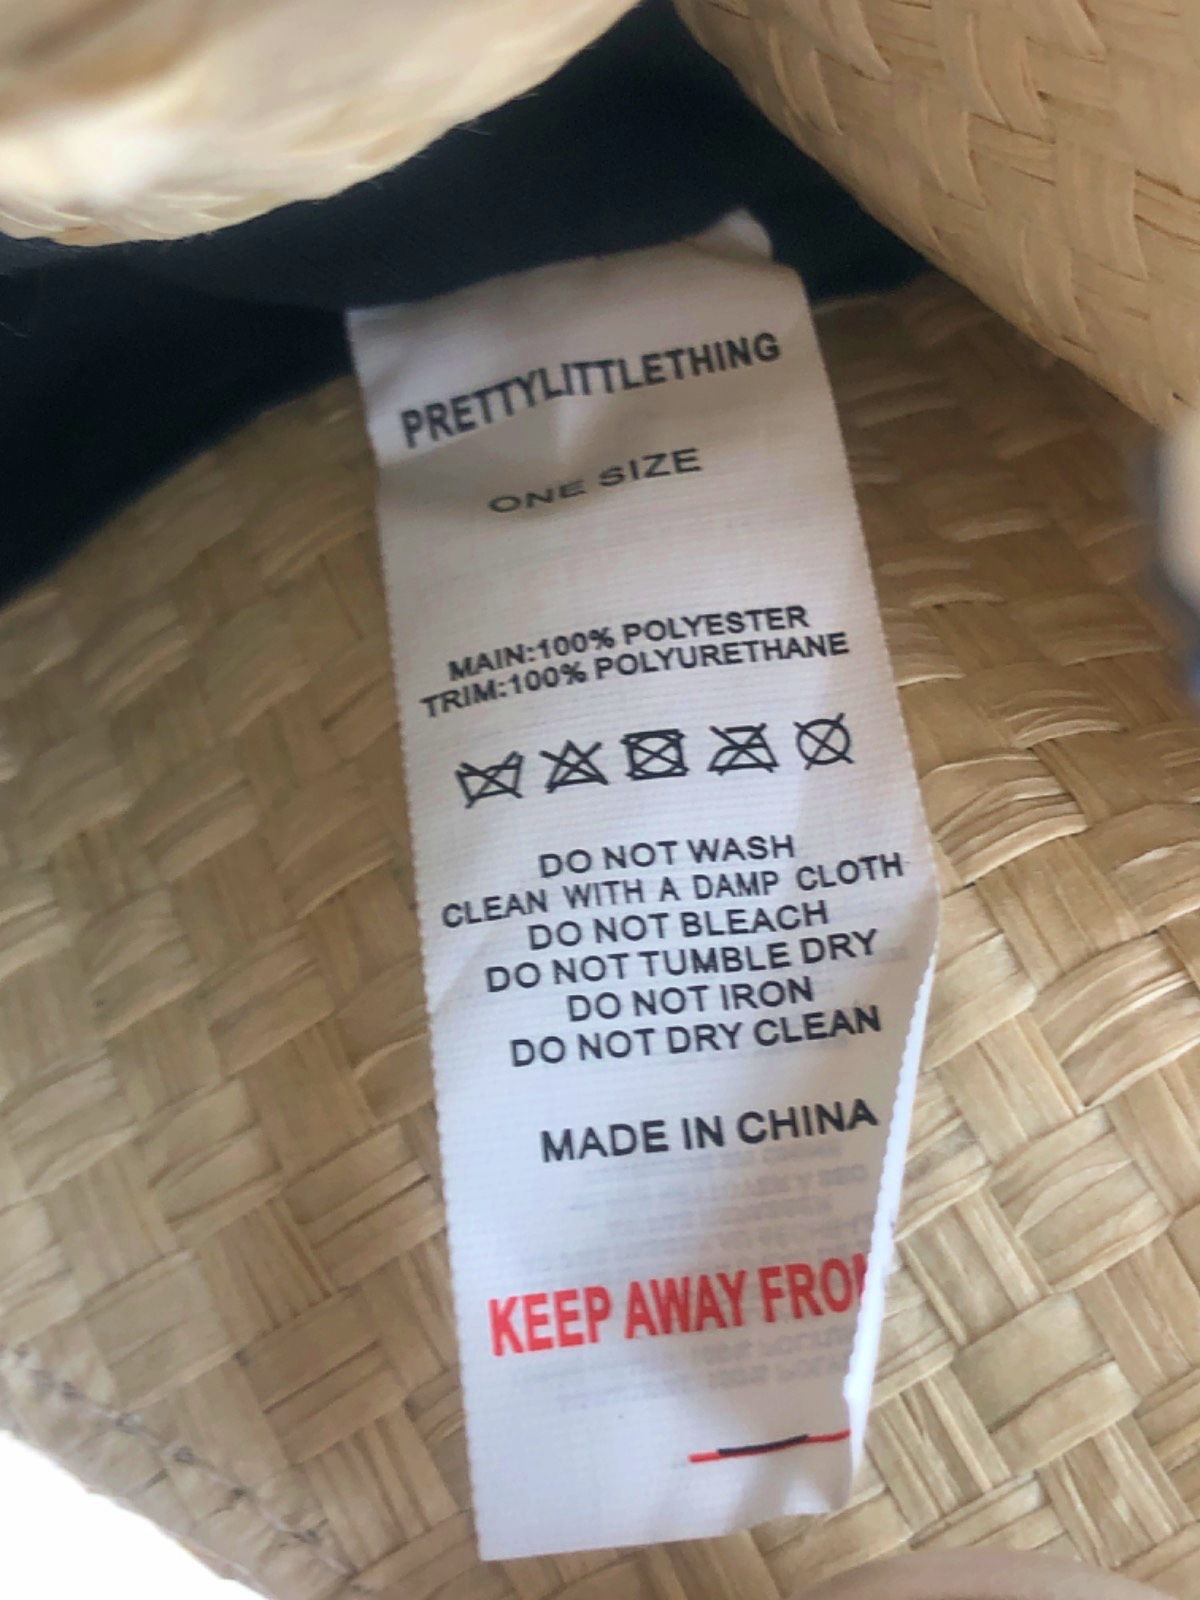 PRETTYLITTLETHING
ONE SIZE
MAIN:100% POLYESTER
TRIM:100% POLYURETHANE
DO NOT WASH
CLEAN WITH A DAMP CLOTH
DO NOT BLEACH
DO NOT TUMBLE DRY
DO NOT IRON
DO NOT DRY CLEAN
MADE IN CHINA
KEEP AWAY